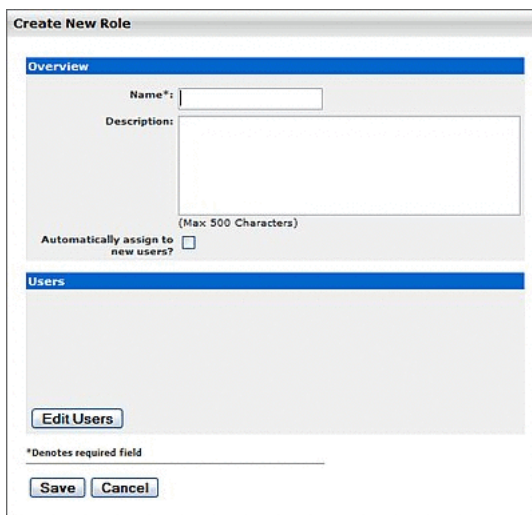 Create New Role
Overview
Name*:
Description:
(Max 500 Characters)
Automatically assign to
new users?
Users
Edit Users
*Denotes required field
Save Cancel